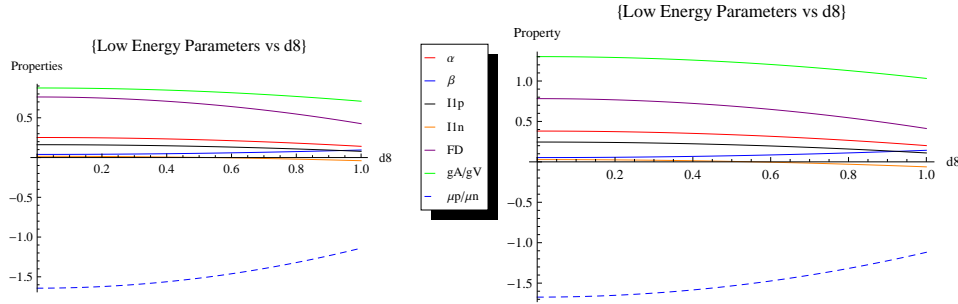 {Low Energy Parameters vs d8}
Properties
0.5
-0.5
-1.0
-1.5
0.2
0.4
0.6
0.8
1.0
d8
α
β
I1p
I1n
FD
gA/gV
μp/μn
{Low Energy Parameters vs d8}
Property
1.0
0.5
-0.5
-1.0
-1.5
0.2
0.4
0.6
0.8
1.0
d8